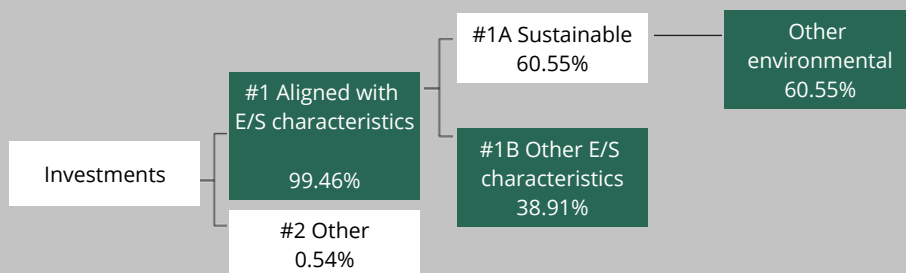 Investments
#1 Aligned with
E/S characteristics
99.46%
#2 Other
0.54%
#1A Sustainable
60.55%
#1B Other E/S
characteristics
38.91%
Other
environmental
60.55%